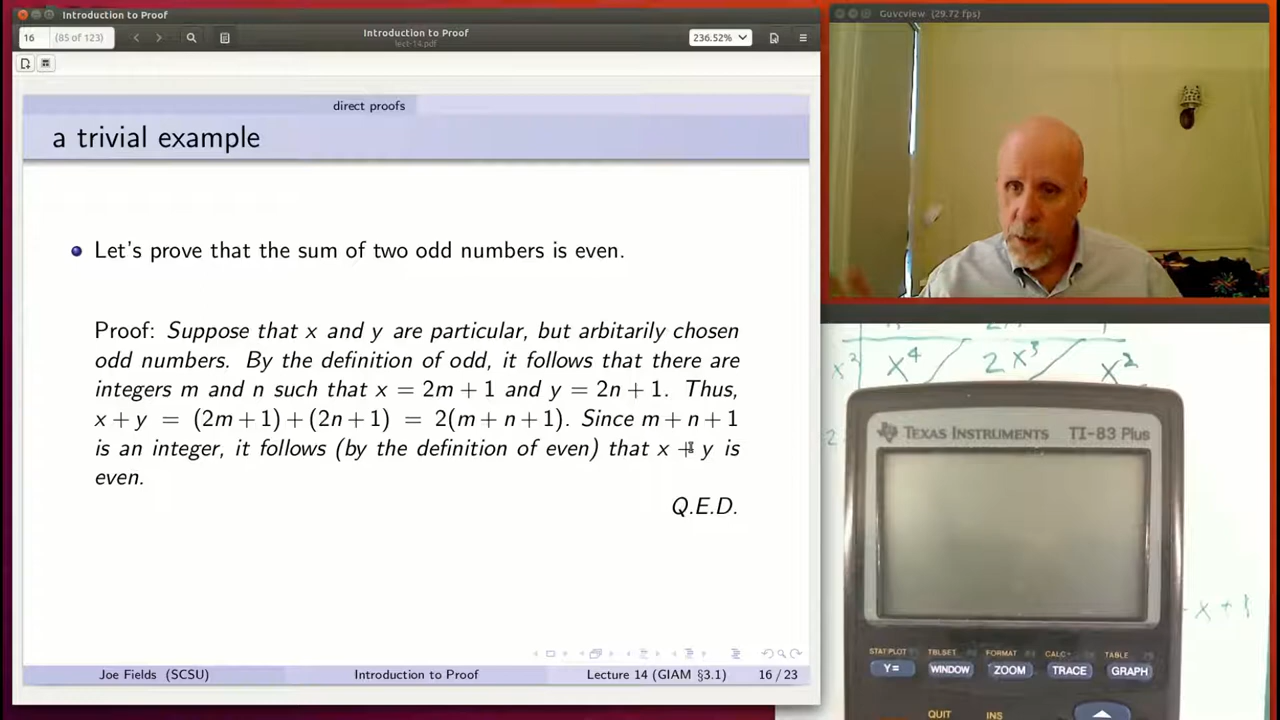 Introduction to Proof
16 (85 of 123)
Introduction to Proof
lect-14.pdf
236.52%
direct proofs
a trivial example
Let's prove that the sum of two odd numbers is even.
Proof: Suppose that x and y are particular, but arbitarily chosen
odd numbers. By the definition of odd, it follows that there are
integers m and n such that x = 2m + 1 and y = 2n + 1. Thus,
x + y = (2m + 1) + (2n + 1) = 2(m + n + 1). Since m + n + 1
is an integer, it follows (by the definition of even) that x + y is
even.
Q.E.D.
Joe Fields (SCSU) Introduction to Proof Lecture 14 (GIAM §3.1) 16 / 23
Guvcview (29.72 fps)
x² x⁴ 2x³ x²
TEXAS INSTRUMENTS TI-83 Plus
- x + 1
STAT PLOT TBLSET FORMAT CALC TABLE
Y= WINDOW ZOOM TRACE GRAPH
QUIT INS